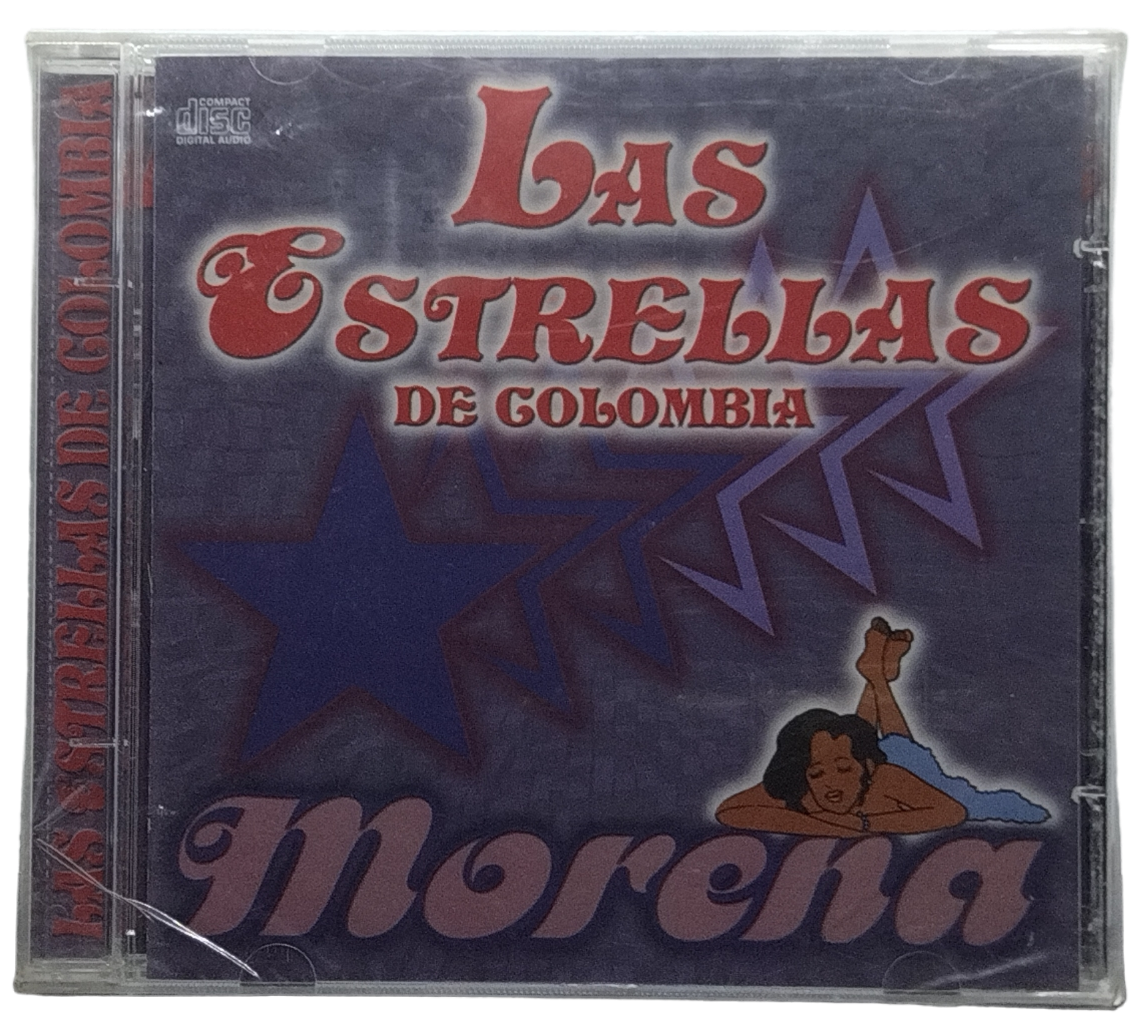 LAS ESTRELLAS DE COLOMBIA
COMPACT
disc
DIGITAL AUDIO
LAS
ESTRELLAS
DE COLOMBIA
Morena